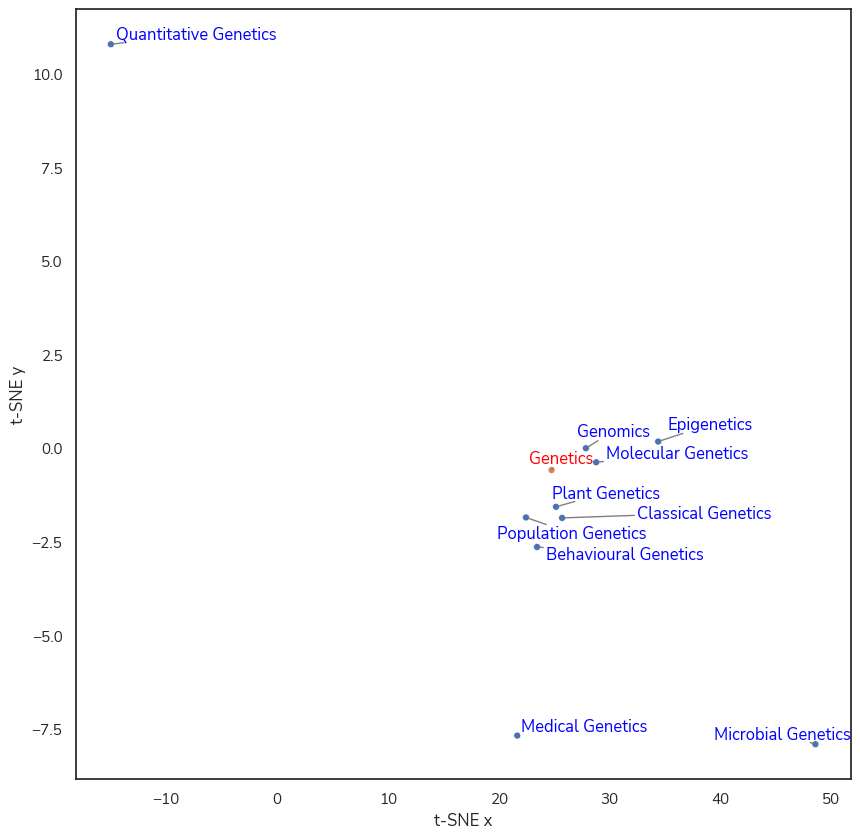 Quantitative Genetics
10.0
7.5
5.0
2.5
0.0
−2.5
−5.0
−7.5
t-SNE y
Epigenetics
Genomics
Molecular Genetics
Genetics
Plant Genetics
Classical Genetics
Population Genetics
Behavioural Genetics
Medical Genetics
Microbial Genetics
−10
0
10
20
30
40
50
t-SNE x